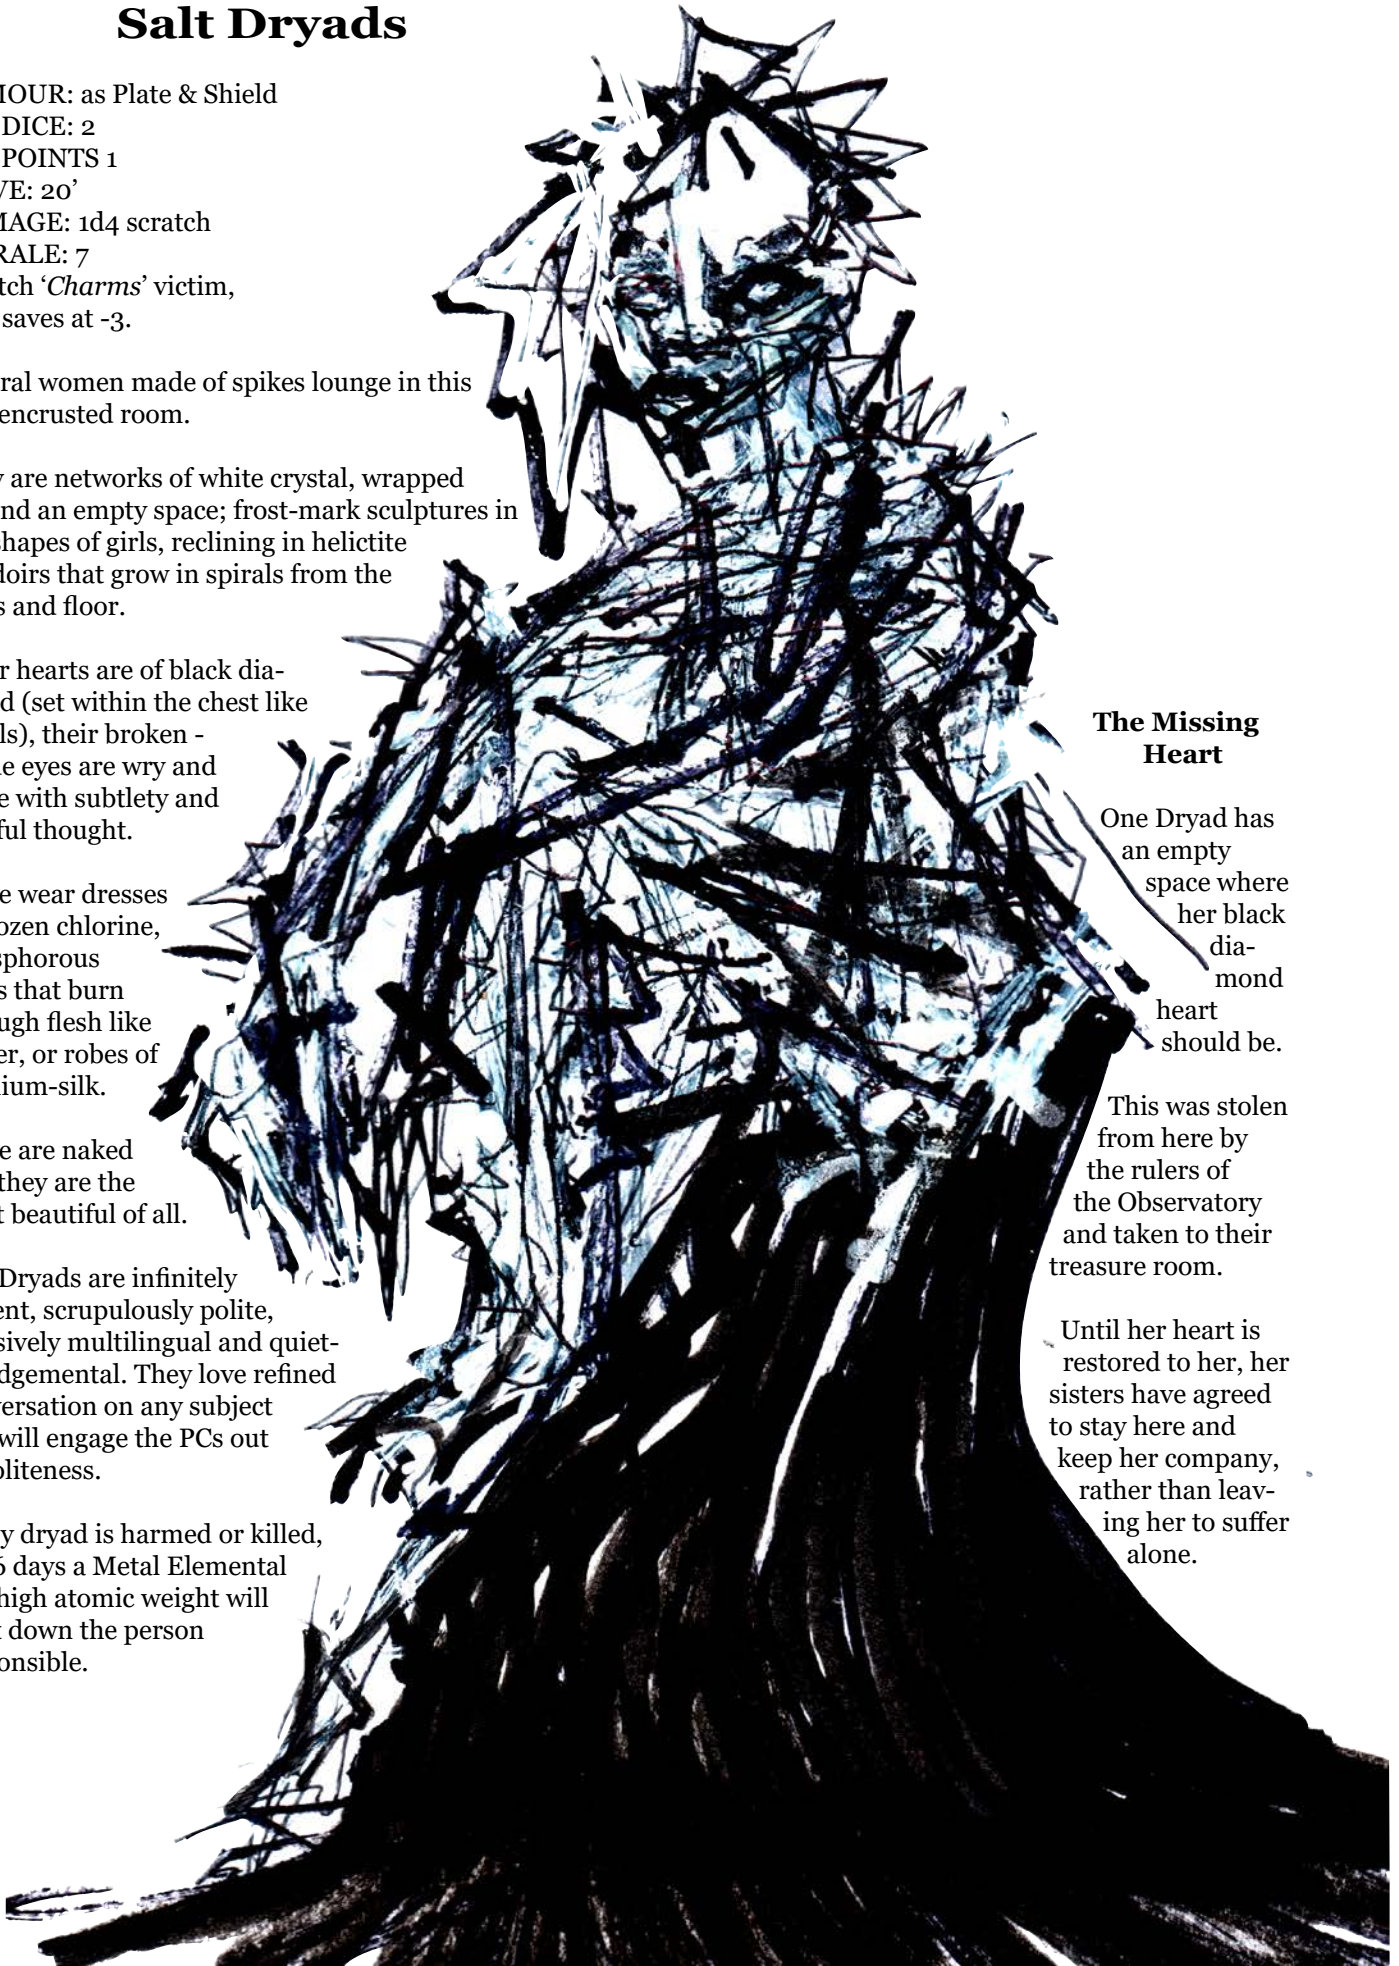 Salt Dryads
MOUR: as Plate & Shield
DICE: 2
POINTS 1
VE: 20’
MAGE: 1d4 scratch
RALE: 7
tch ‘Charms’ victim,
saves at -3.
ral women made of spikes lounge in this
encrusted room.
y are networks of white crystal, wrapped
nd an empty space; frost-mark sculptures in
shapes of girls, reclining in helictite
doirs that grow in spirals from the
s and floor.
r hearts are of black dia-
d (set within the chest like
ls), their broken -
e eyes are wry and
e with subtlety and
ful thought.
e wear dresses
ozen chlorine,
sphorous
s that burn
ugh flesh like
er, or robes of
ium-silk.
e are naked
they are the
t beautiful of all.
Dryads are infinitely
ent, scrupulously polite,
sively multilingual and quiet-
dgemental. They love refined
versation on any subject
will engage the PCs out
oliteness.
y dryad is harmed or killed,
6 days a Metal Elemental
high atomic weight will
k down the person
onsible.
The Missing
Heart
One Dryad has
an empty
space where
her black
dia-
mond
heart
should be.
This was stolen
from here by
the rulers of
the Observatory
and taken to their
treasure room.
Until her heart is
restored to her, her
sisters have agreed
to stay here and
keep her company,
rather than leav-
ing her to suffer
alone.